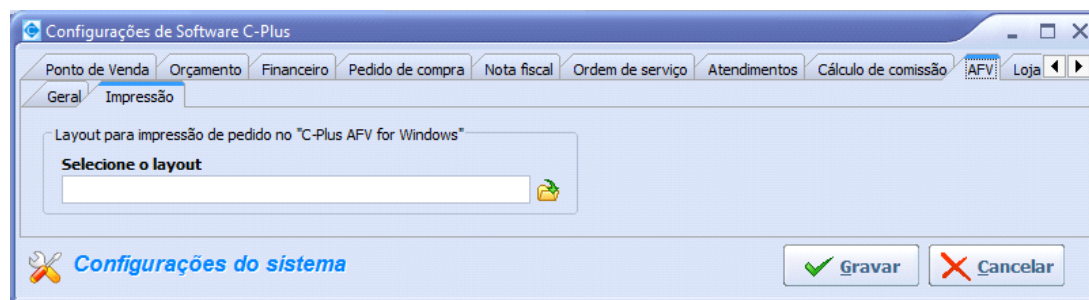 Configurações de Software C-Plus
Ponto de Venda Orçamento Financeiro Pedido de compra Nota fiscal Ordem de serviço Atendimentos Cálculo de comissão AFV Loja
Geral Impressão
Layout para impressão de pedido no "C-Plus AFV for Windows"
Selecione o layout
Configurações do sistema Gravar Cancelar